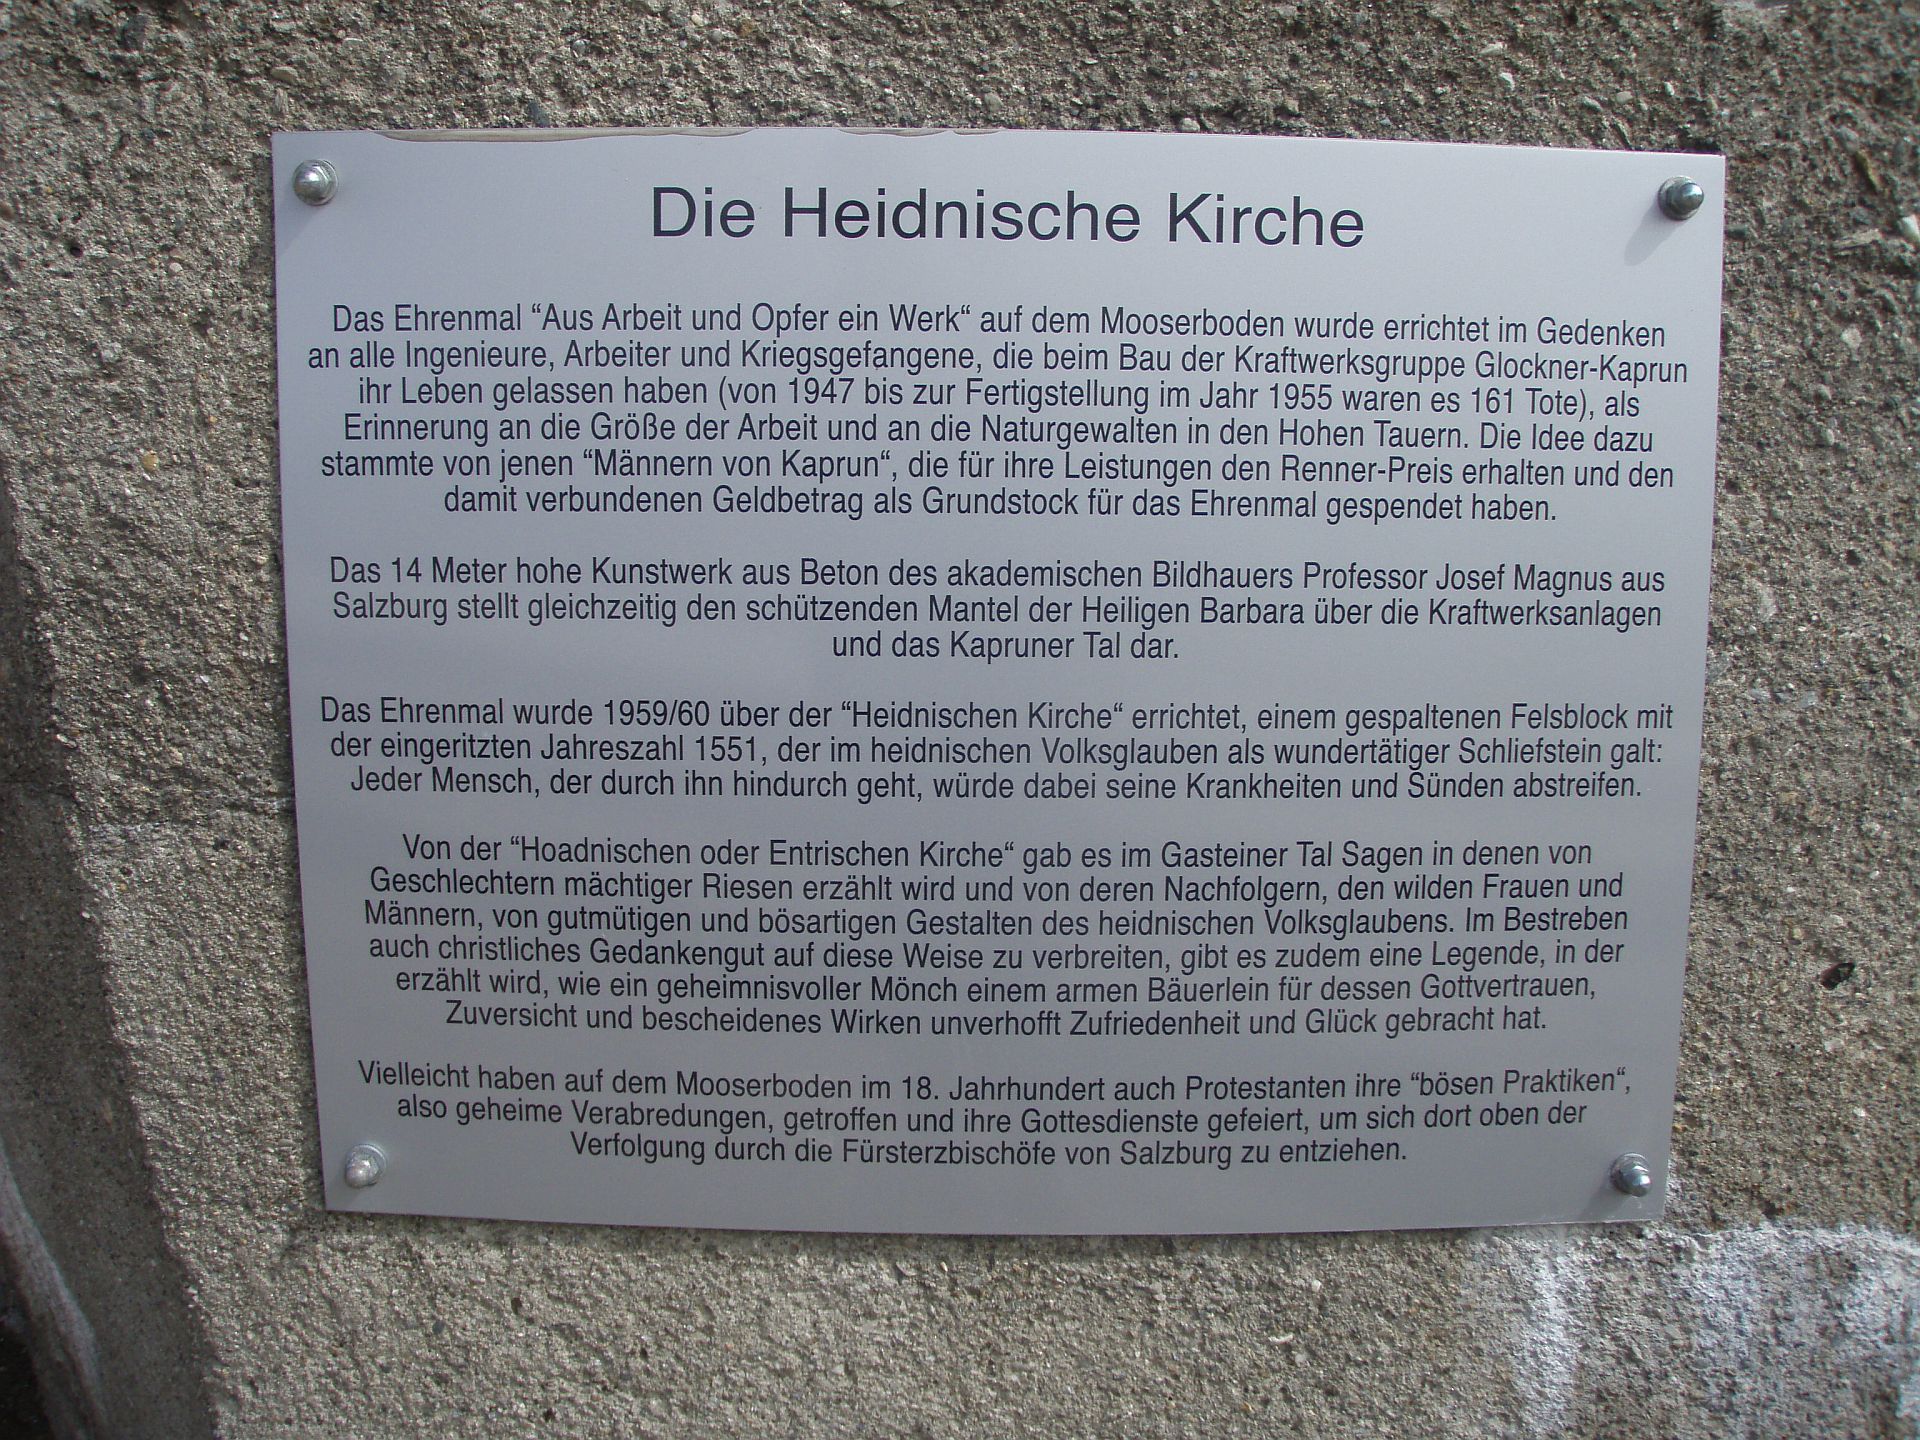 Die Heidnische Kirche
Das Ehrenmal “Aus Arbeit und Opfer ein Werk“ auf dem Mooserboden wurde errichtet im Gedenken
an alle Ingenieure, Arbeiter und Kriegsgefangene, die beim Bau der Kraftwerksgruppe Glockner-Kaprun
ihr Leben gelassen haben (von 1947 bis zur Fertigstellung im Jahr 1955 waren es 161 Tote), als
Erinnerung an die Größe der Arbeit und an die Naturgewalten in den Hohen Tauern. Die Idee dazu
stammte von jenen “Männern von Kaprun“, die für ihre Leistungen den Renner-Preis erhalten und den
damit verbundenen Geldbetrag als Grundstock für das Ehrenmal gespendet haben.
Das 14 Meter hohe Kunstwerk aus Beton des akademischen Bildhauers Professor Josef Magnus aus
Salzburg stellt gleichzeitig den schützenden Mantel der Heiligen Barbara über die Kraftwerksanlagen
und das Kapruner Tal dar.
Das Ehrenmal wurde 1959/60 über der “Heidnischen Kirche“ errichtet, einem gespaltenen Felsblock mit
der eingeritzten Jahreszahl 1551, der im heidnischen Volksglauben als wundertätiger Schliefstein galt:
Jeder Mensch, der durch ihn hindurch geht, würde dabei seine Krankheiten und Sünden abstreifen.
Von der “Hoadnischen oder Entrischen Kirche“ gab es im Gasteiner Tal Sagen in denen von
Geschlechtern mächtiger Riesen erzählt wird und von deren Nachfolgern, den wilden Frauen und
Männern, von gutmütigen und bösartigen Gestalten des heidnischen Volksglaubens. Im Bestreben
auch christliches Gedankengut auf diese Weise zu verbreiten, gibt es zudem eine Legende, in der
erzählt wird, wie ein geheimnisvoller Mönch einem armen Bäuerlein für dessen Gottvertrauen,
Zuversicht und bescheidenes Wirken unverhofft Zufriedenheit und Glück gebracht hat.
Vielleicht haben auf dem Mooserboden im 18. Jahrhundert auch Protestanten ihre “bösen Praktiken“,
also geheime Verabredungen, getroffen und ihre Gottesdienste gefeiert, um sich dort oben der
Verfolgung durch die Fürsterzbischöfe von Salzburg zu entziehen.